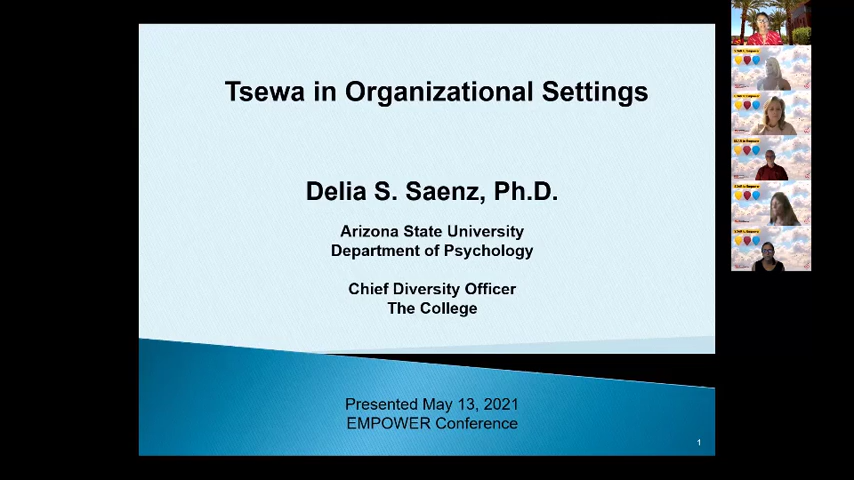 Tsewa in Organizational Settings
Delia S. Saenz, Ph.D.
Arizona State University
Department of Psychology
Chief Diversity Officer
The College
Presented May 13, 2021
EMPOWER Conference
1